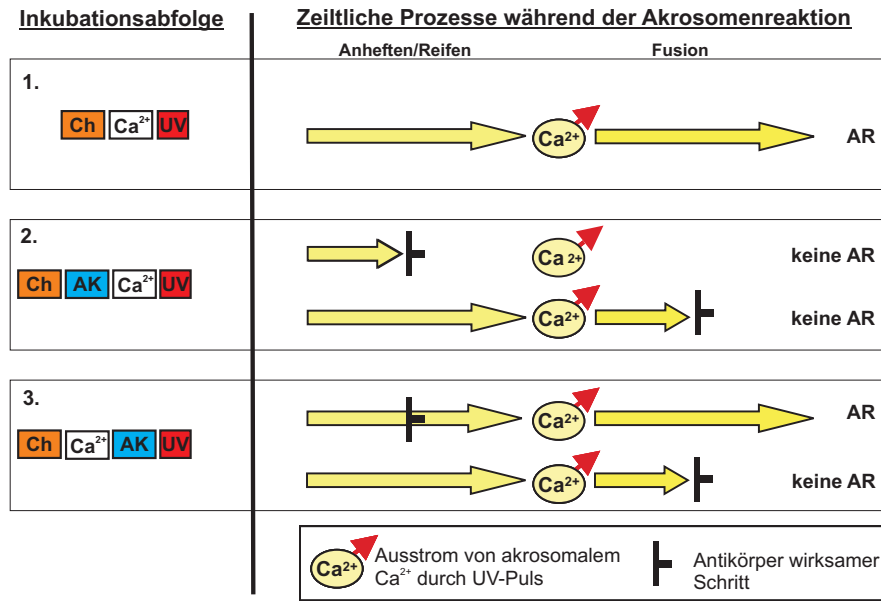 Inkubationsabfolge
Zeiltliche Prozesse während der Akrosomenreaktion
Anheften/Reifen
Fusion
1.
Ch Ca²⁺ UV
Ca²⁺
AR
2.
Ca²⁺
keine AR
Ch AK Ca²⁺ UV
Ca²⁺
keine AR
3.
Ca²⁺
AR
Ch Ca²⁺ AK UV
Ca²⁺
keine AR
Ca²⁺
Ausstrom von akrosomalem
Ca²⁺ durch UV-Puls
Antikörper wirksamer
Schritt